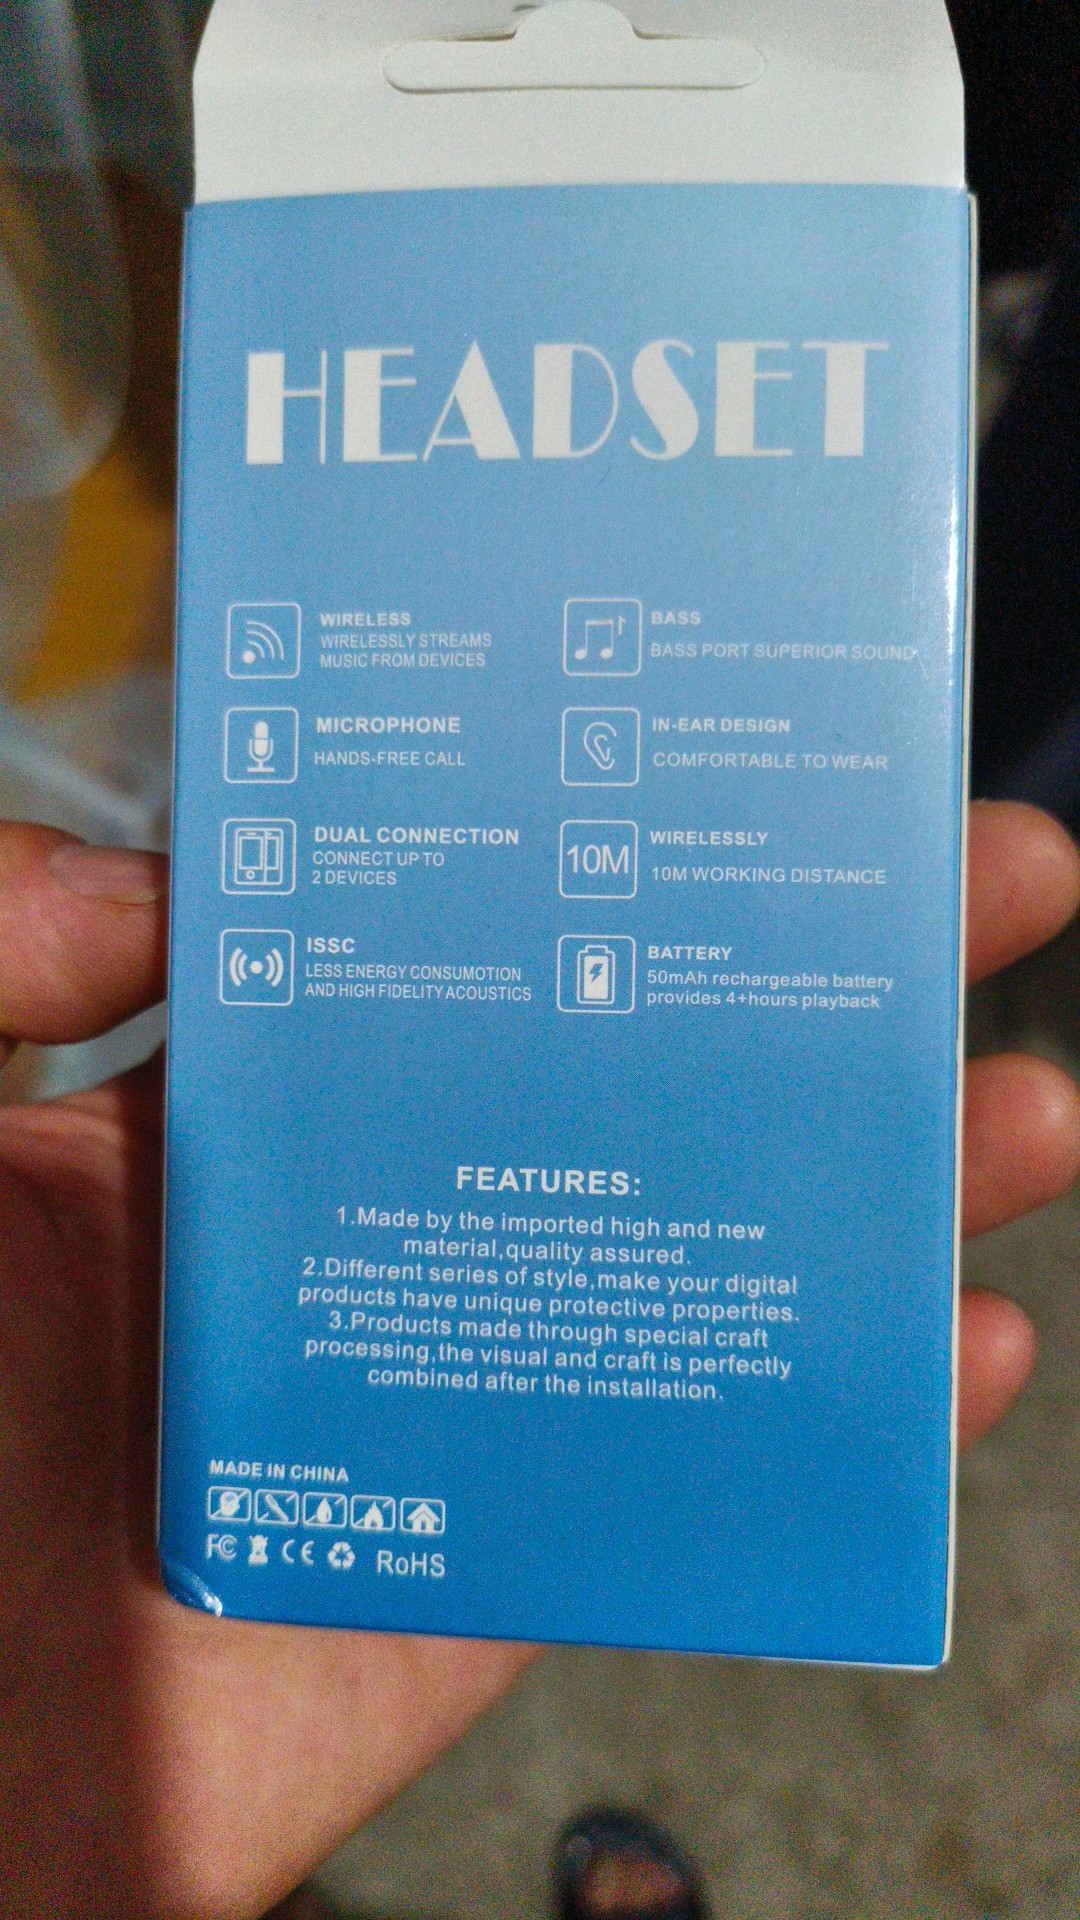 HEADSET
WIRELESS
WIRELESSLY STREAMS
MUSIC FROM DEVICES
BASS
BASS PORT SUPERIOR SOUND
MICROPHONE
HANDS-FREE CALL
IN-EAR DESIGN
COMFORTABLE TO WEAR
DUAL CONNECTION
CONNECT UP TO
2 DEVICES
10M
WIRELESSLY
10M WORKING DISTANCE
ISSC
LESS ENERGY CONSUMOTION
AND HIGH FIDELITY ACOUSTICS
BATTERY
50mAh rechargeable battery
provides 4+hours playback
FEATURES:
1.Made by the imported high and new
material,quality assured.
2.Different series of style,make your digital
products have unique protective properties.
3.Products made through special craft
processing,the visual and craft is perfectly
combined after the installation.
MADE IN CHINA
FC CE RoHS